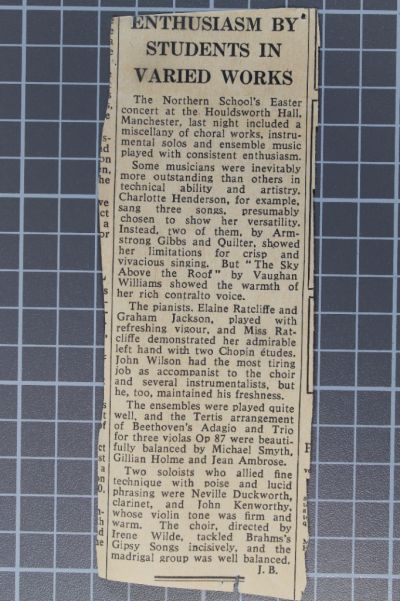 ENTHUSIASM BY
STUDENTS IN
VARIED WORKS
The Northern School's Easter
concert at the Houldsworth Hall,
Manchester, last night included a
miscellany of choral works, instru-
mental solos and ensemble music
played with consistent enthusiasm.
Some musicians were inevitably
more outstanding than others in
technical ability and artistry.
Charlotte Henderson, for example,
sang three songs, presumably
chosen to show her versatility.
Instead, two of them, by Arm-
strong Gibbs and Quilter, showed
her limitations for crisp and
vivacious singing. But "The Sky
Above the Roof" by Vaughan
Williams showed the warmth of
her rich contralto voice.
The pianists, Elaine Ratcliffe and
Graham Jackson, played with
refreshing vigour, and Miss Rat-
cliffe demonstrated her admirable
left hand with two Chopin études.
John Wilson had the most tiring
job as accompanist to the choir
and several instrumentalists, but
he, too, maintained his freshness.
The ensembles were played quite
well, and the Tertis arrangement
of Beethoven's Adagio and Trio
for three violas Op 87 were beauti-
fully balanced by Michael Smyth,
Gillian Holme and Jean Ambrose.
Two soloists who allied fine
technique with poise and lucid
phrasing were Neville Duckworth,
clarinet, and John Kenworthy,
whose violin tone was firm and
warm. The choir, directed by
Irene Wilde, tackled Brahms's
Gipsy Songs incisively, and the
madrigal group was well balanced.
J. B.